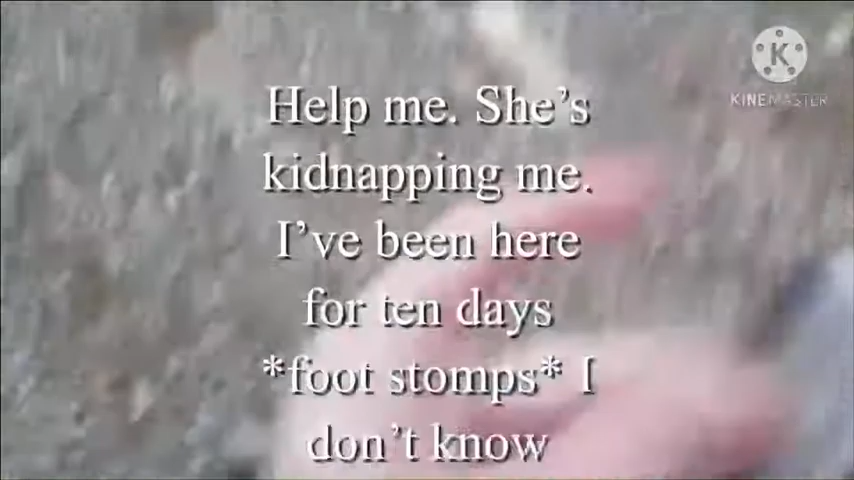 KINEMASTER
Help me. She’s
kidnapping me.
I’ve been here
for ten days
*foot stomps* I
don’t know